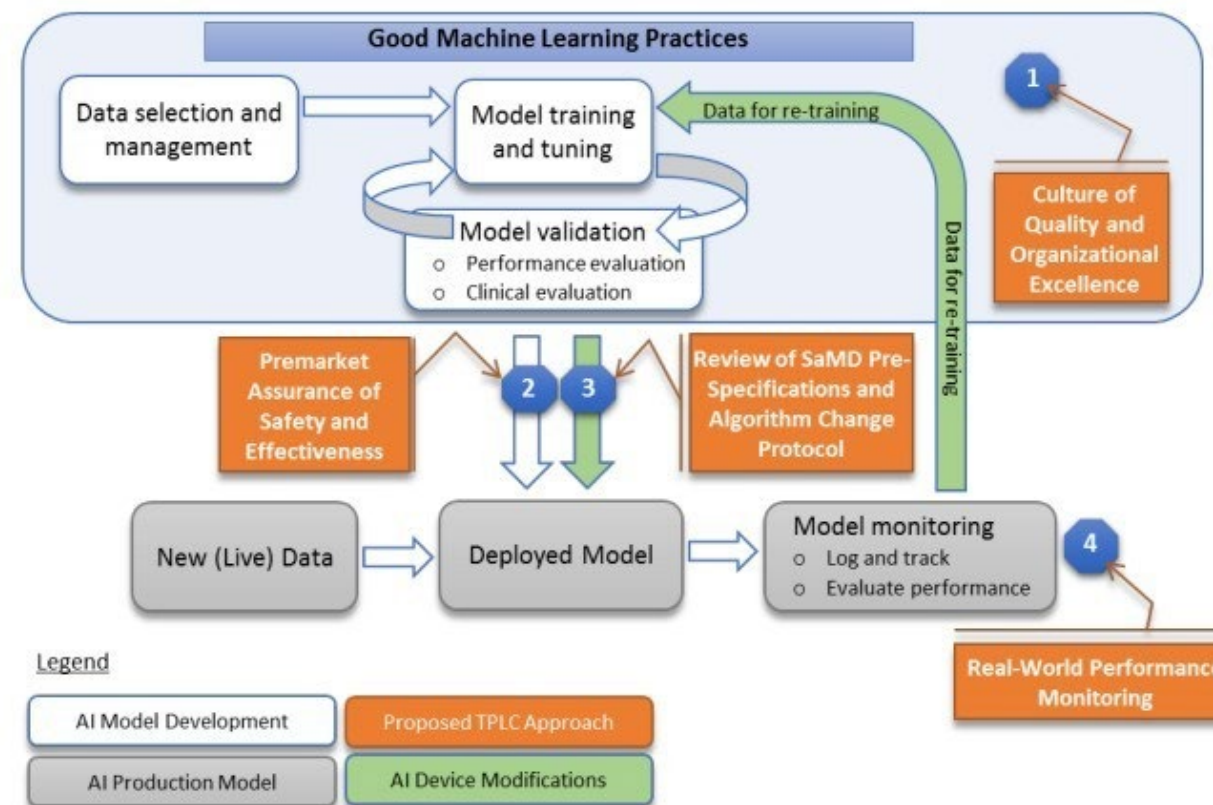 Good Machine Learning Practices
Data selection and
management
Model training
and tuning
Data for re-training
1
Culture of
Quality and
Organizational
Excellence
Model validation
o Performance evaluation
o Clinical evaluation
Data for re-training
Premarket
Assurance of
Safety and
Effectiveness
2
3
Review of SaMD Pre-
Specifications and
Algorithm Change
Protocol
New (Live) Data
Deployed Model
Model monitoring
o Log and track
o Evaluate performance
4
Real-World Performance
Monitoring
Legend
AI Model Development
Proposed TPLC Approach
AI Production Model
AI Device Modifications